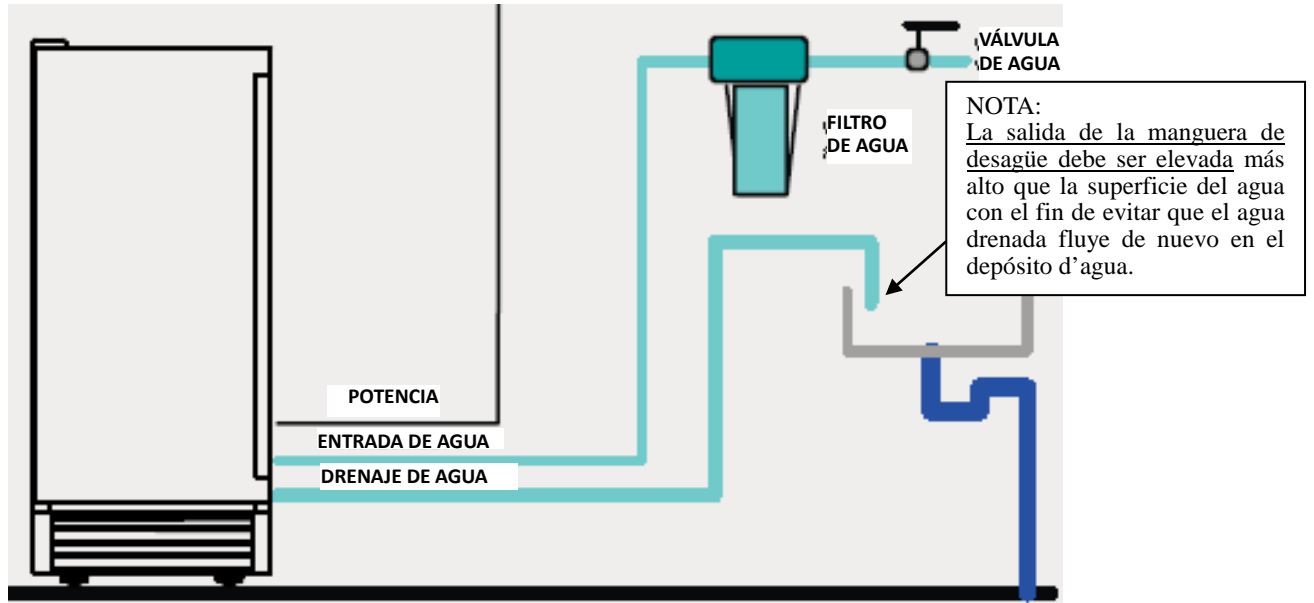 VÁLVULA
DE AGUA
NOTA:
La salida de la manguera de
desagüe debe ser elevada más
alto que la superficie del agua
con el fin de evitar que el agua
drenada fluye de nuevo en el
depósito d’agua.
FILTRO
DE AGUA
POTENCIA
ENTRADA DE AGUA
DRENAJE DE AGUA